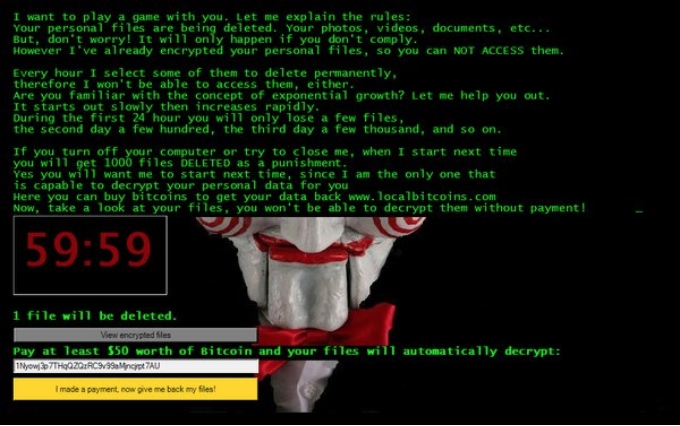 I want to play a game with you. Let me explain the rules:
Your personal files are being deleted. Your photos, videos, documents, etc...
But, don't worry! It will only happen if you don't comply.
However I've already encrypted your personal files, so you can NOT ACCESS them.
Every hour I select some of them to delete permanently,
therefore I won't be able to access them, either.
Are you familiar with the concept of exponential growth? Let me help you out.
It starts out slowly then increases rapidly.
During the first 24 hour you will only lose a few files,
the second day a few hundred, the third day a few thousand, and so on.
If you turn off your computer or try to close me, when I start next time
you will get 1000 files DELETED as a punishment.
Yes you will want me to start next time, since I am the only one that
is capable to decrypt your personal data for you
Here you can buy bitcoins to get your data back www.localbitcoins.com
Now, take a look at your files, you won't be able to decrypt them without payment! _
59:59
1 file will be deleted.
View encrypted files
Pay at least $50 worth of Bitcoin and your files will automatically decrypt:
I made a payment, now give me back my files!